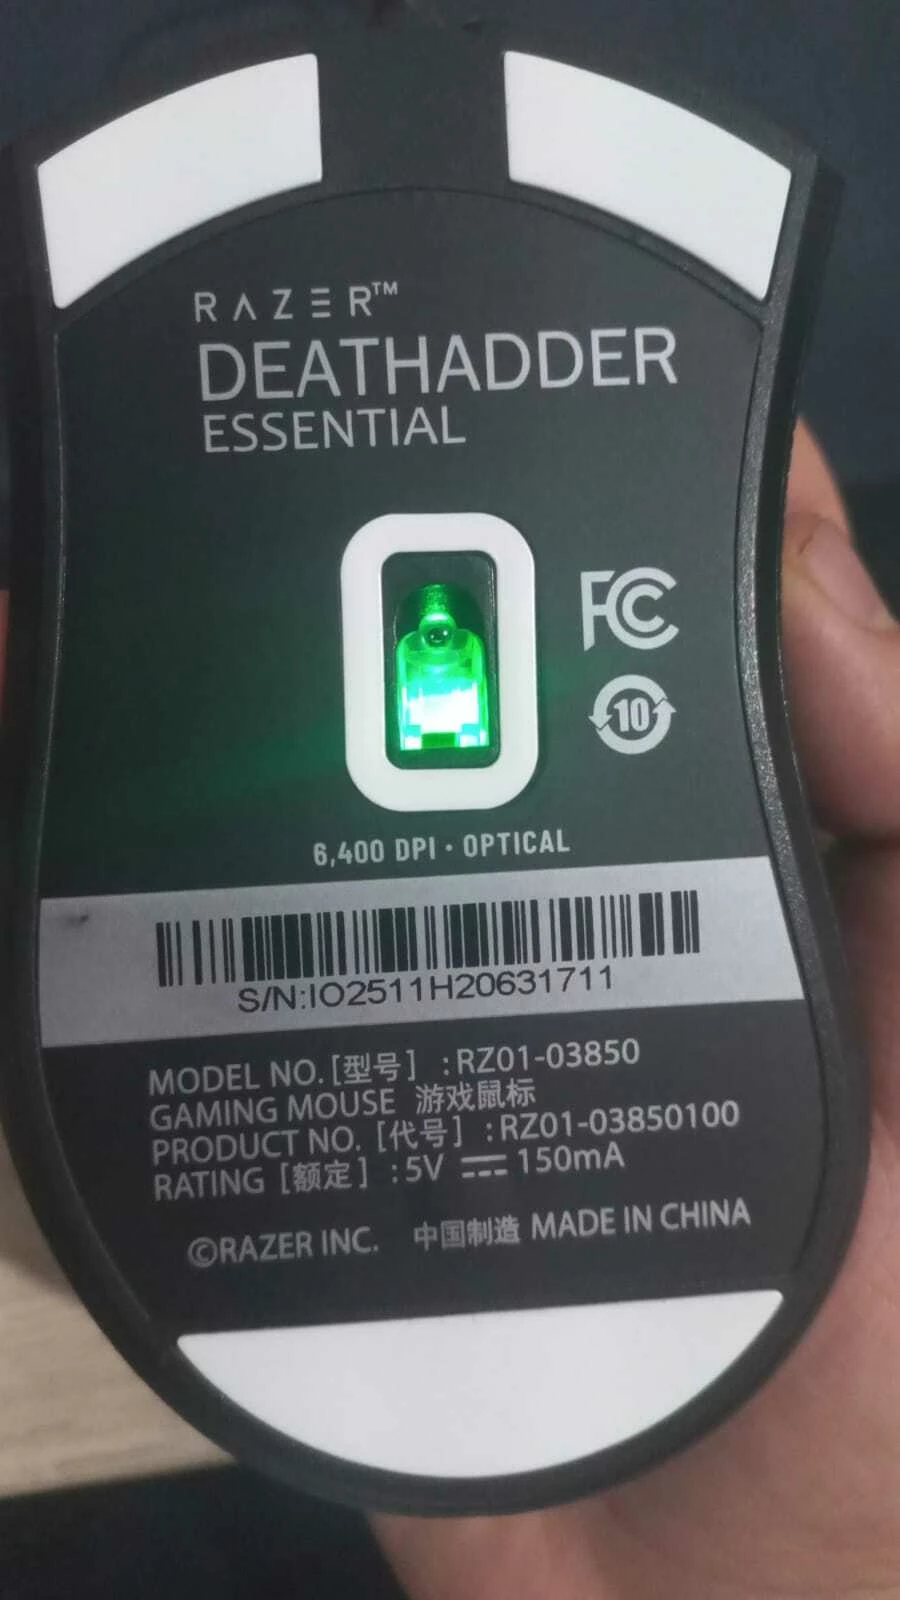 RAZER™
DEATHADDER
ESSENTIAL
FC
10
6,400 DPI · OPTICAL
S/N:IO2511H20631711
MODEL NO. [型号] :RZ01-03850
GAMING MOUSE 游戏鼠标
PRODUCT NO. [代号] :RZ01-03850100
RATING [额定] :5V ⎓ 150mA
©RAZER INC. 中国制造 MADE IN CHINA